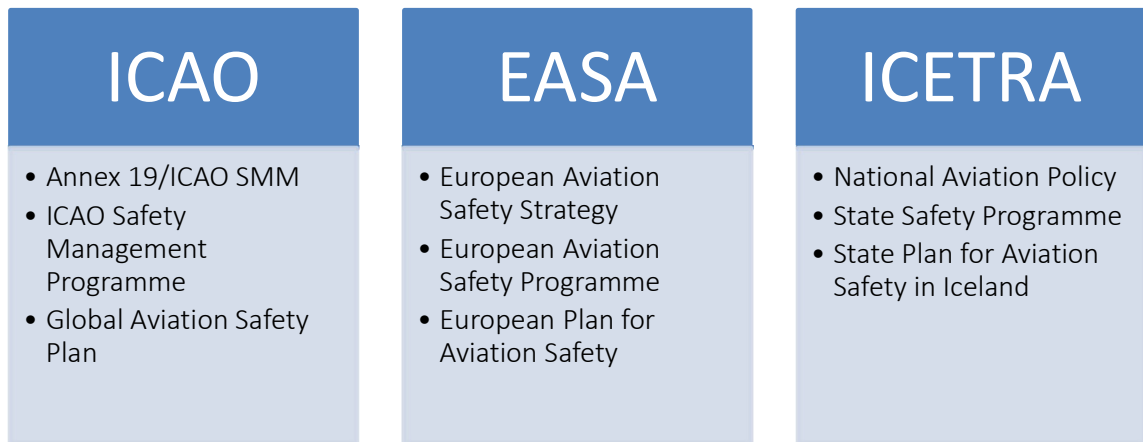 ICAO
• Annex 19/ICAO SMM
• ICAO Safety
Management
Programme
• Global Aviation Safety
Plan
EASA
• European Aviation
Safety Strategy
• European Aviation
Safety Programme
• European Plan for
Aviation Safety
ICETRA
• National Aviation Policy
• State Safety Programme
• State Plan for Aviation
Safety in Iceland